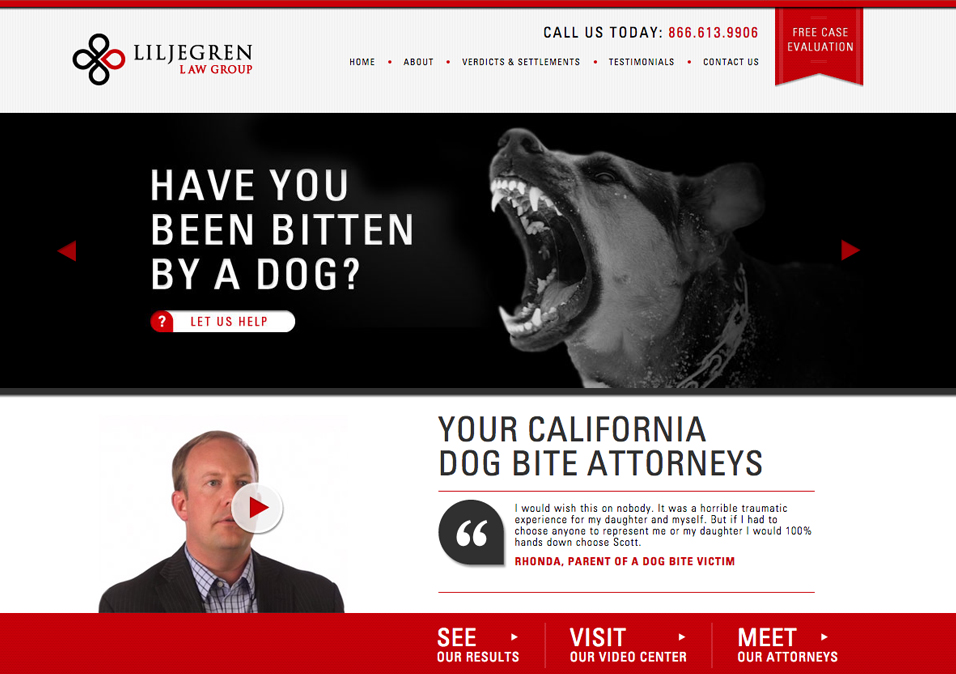 LILJEGREN
LAW GROUP
CALL US TODAY: 866.613.9906
HOME • ABOUT • VERDICTS & SETTLEMENTS • TESTIMONIALS • CONTACT US
FREE CASE
EVALUATION
HAVE YOU
BEEN BITTEN
BY A DOG?
? LET US HELP
YOUR CALIFORNIA
DOG BITE ATTORNEYS
“
I would wish this on nobody. It was a horrible traumatic
experience for my daughter and myself. But if I had to
choose anyone to represent me or my daughter I would 100%
hands down choose Scott.
RHONDA, PARENT OF A DOG BITE VICTIM
SEE
OUR RESULTS
VISIT
OUR VIDEO CENTER
MEET
OUR ATTORNEYS